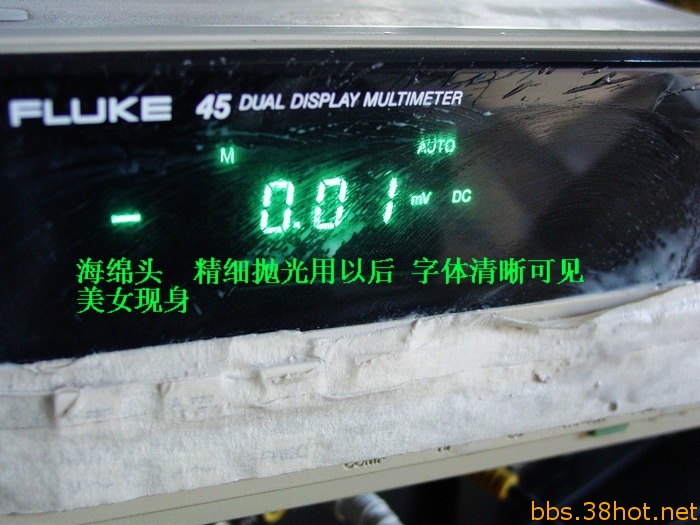 FLUKE 45 DUAL DISPLAY MULTIMETER
M AUTO
- 0.01 mV DC
海绵头 精细抛光用以后 字体清晰可见
美女现身
bbs.38hot.net